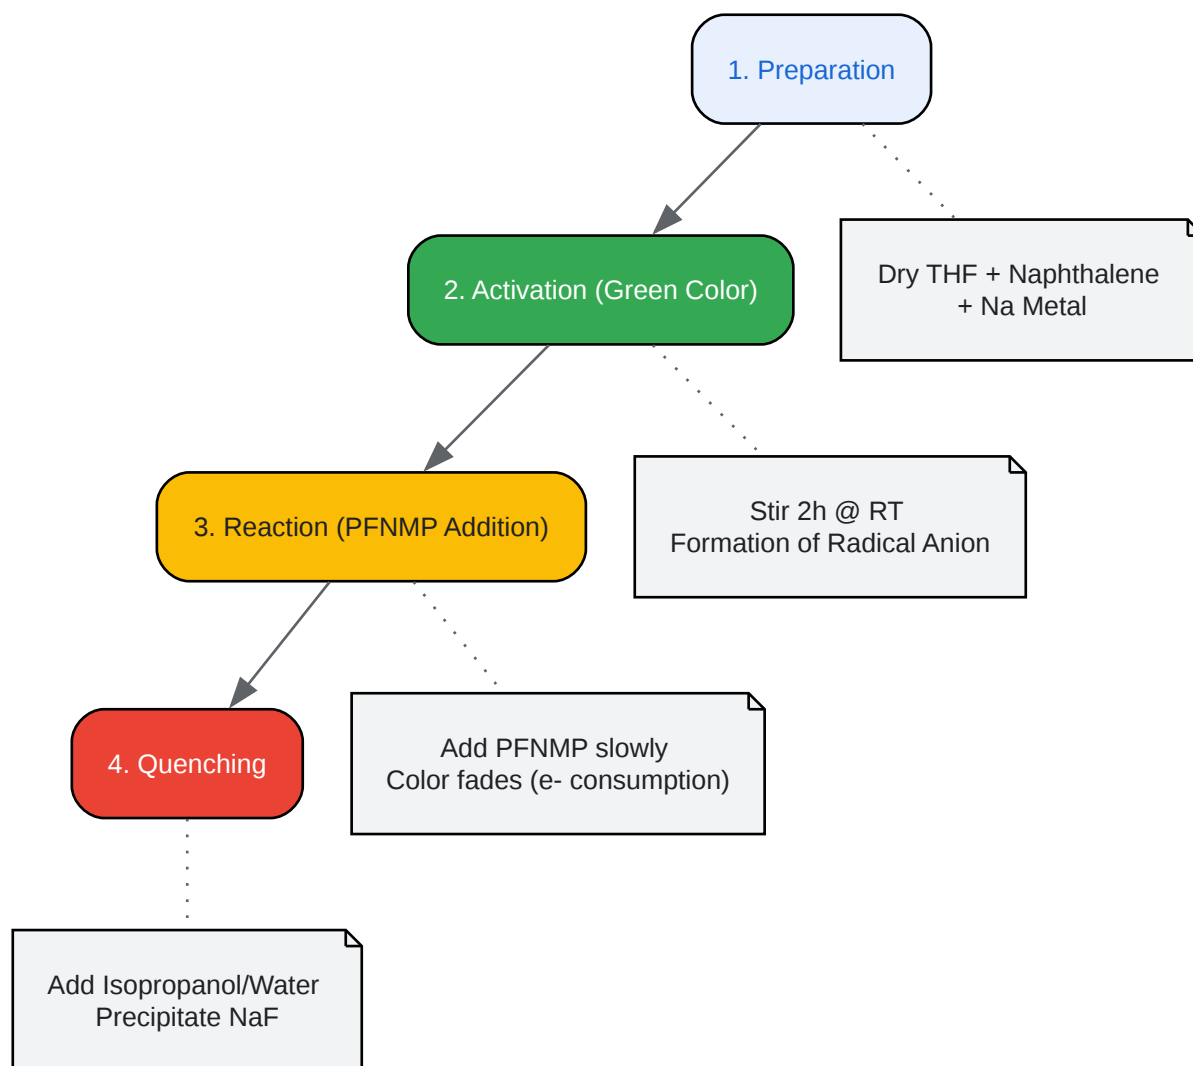 1. Preparation
Dry THF + Naphthalene
+ Na Metal
2. Activation (Green Color)
Stir 2h @ RT
Formation of Radical Anion
3. Reaction (PFNMP Addition)
Add PFNMP slowly
Color fades (e- consumption)
4. Quenching
Add Isopropanol/Water
Precipitate NaF